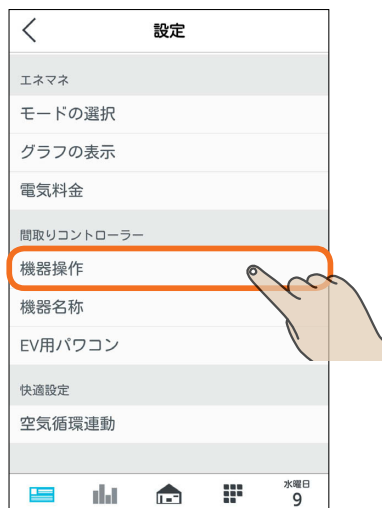 設定
エネマネ
モードの選択
グラフの表示
電気料金
間取りコントローラー
機器操作
機器名称
EV用パワコン
快適設定
空気循環連動
水曜日
9